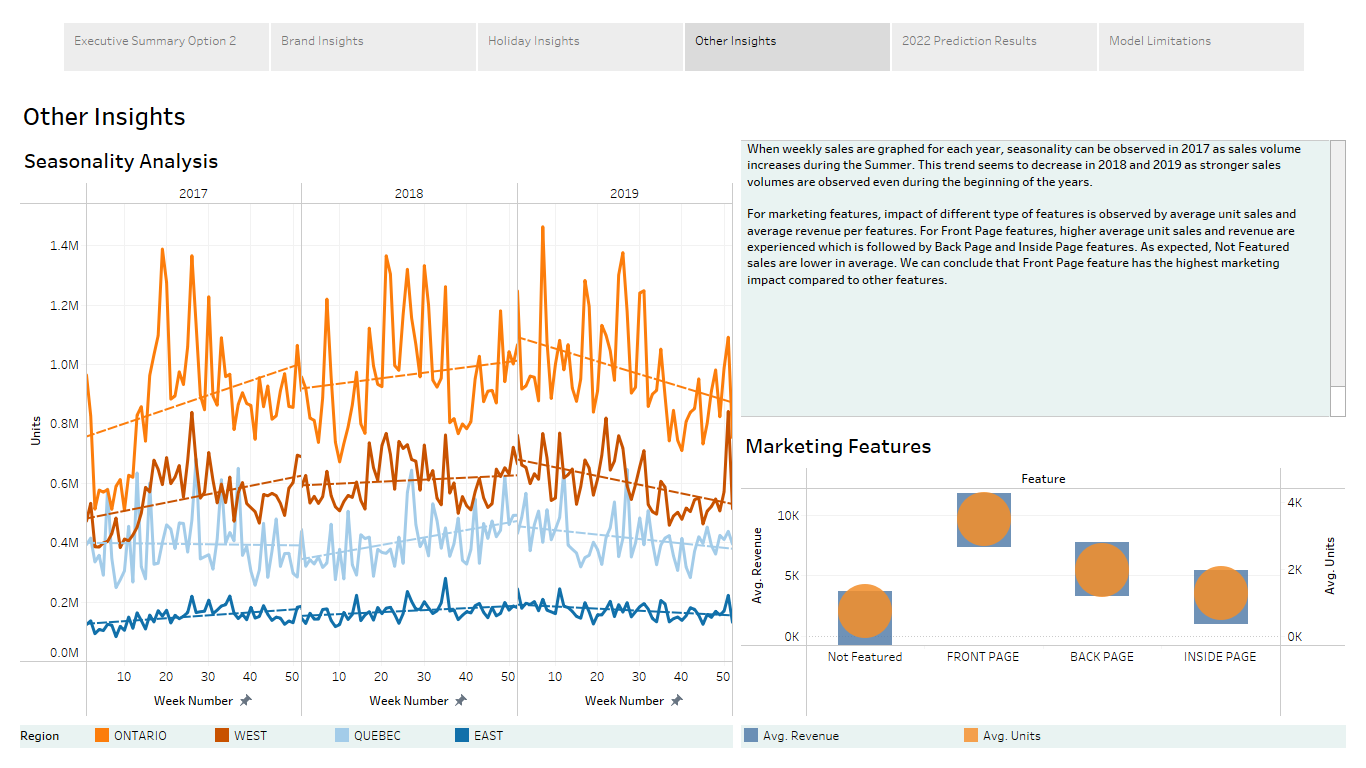 Executive Summary Option 2
Brand Insights
Holiday Insights
Other Insights
2022 Prediction Results
Model Limitations
Other Insights
Seasonality Analysis
2017
2018
2019
Units
1.4M
1.2M
1.0M
0.8M
0.6M
0.4M
0.2M
0.0M
10 20 30 40 50
10 20 30 40 50
10 20 30 40 50
Week Number
Week Number
Week Number
Region
ONTARIO
WEST
QUEBEC
EAST
When weekly sales are graphed for each year, seasonality can be observed in 2017 as sales volume
increases during the Summer. This trend seems to decrease in 2018 and 2019 as stronger sales
volumes are observed even during the beginning of the years.
For marketing features, impact of different type of features is observed by average unit sales and
average revenue per features. For Front Page features, higher average unit sales and revenue are
experienced which is followed by Back Page and Inside Page features. As expected, Not Featured
sales are lower in average. We can conclude that Front Page feature has the highest marketing
impact compared to other features.
Marketing Features
Feature
Avg. Revenue
10K
5K
0K
4K
2K
0K
Avg. Units
Not Featured
FRONT PAGE
BACK PAGE
INSIDE PAGE
Avg. Revenue
Avg. Units